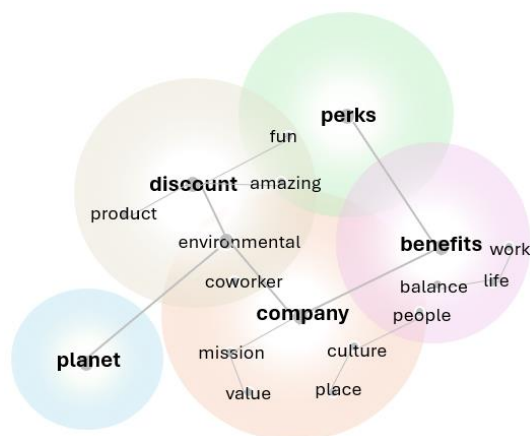 perks
fun
discount
amazing
product
environmental
benefits
work
coworker
balance
life
company
people
mission
culture
planet
value
place